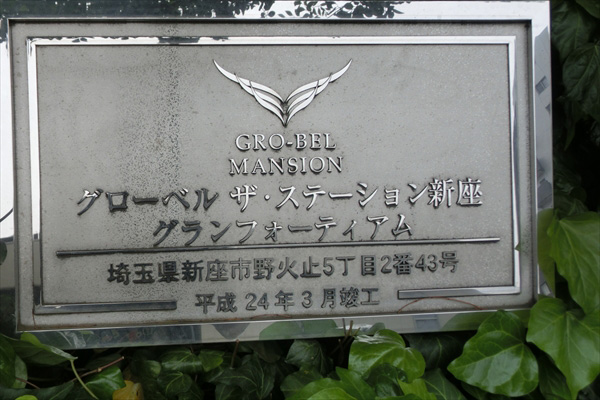 GRO-BEL
MANSION
グローベル ザ・ステーション新座
グランフォーティアム
埼玉県新座市野火止5丁目2番43号
平成24年3月竣工